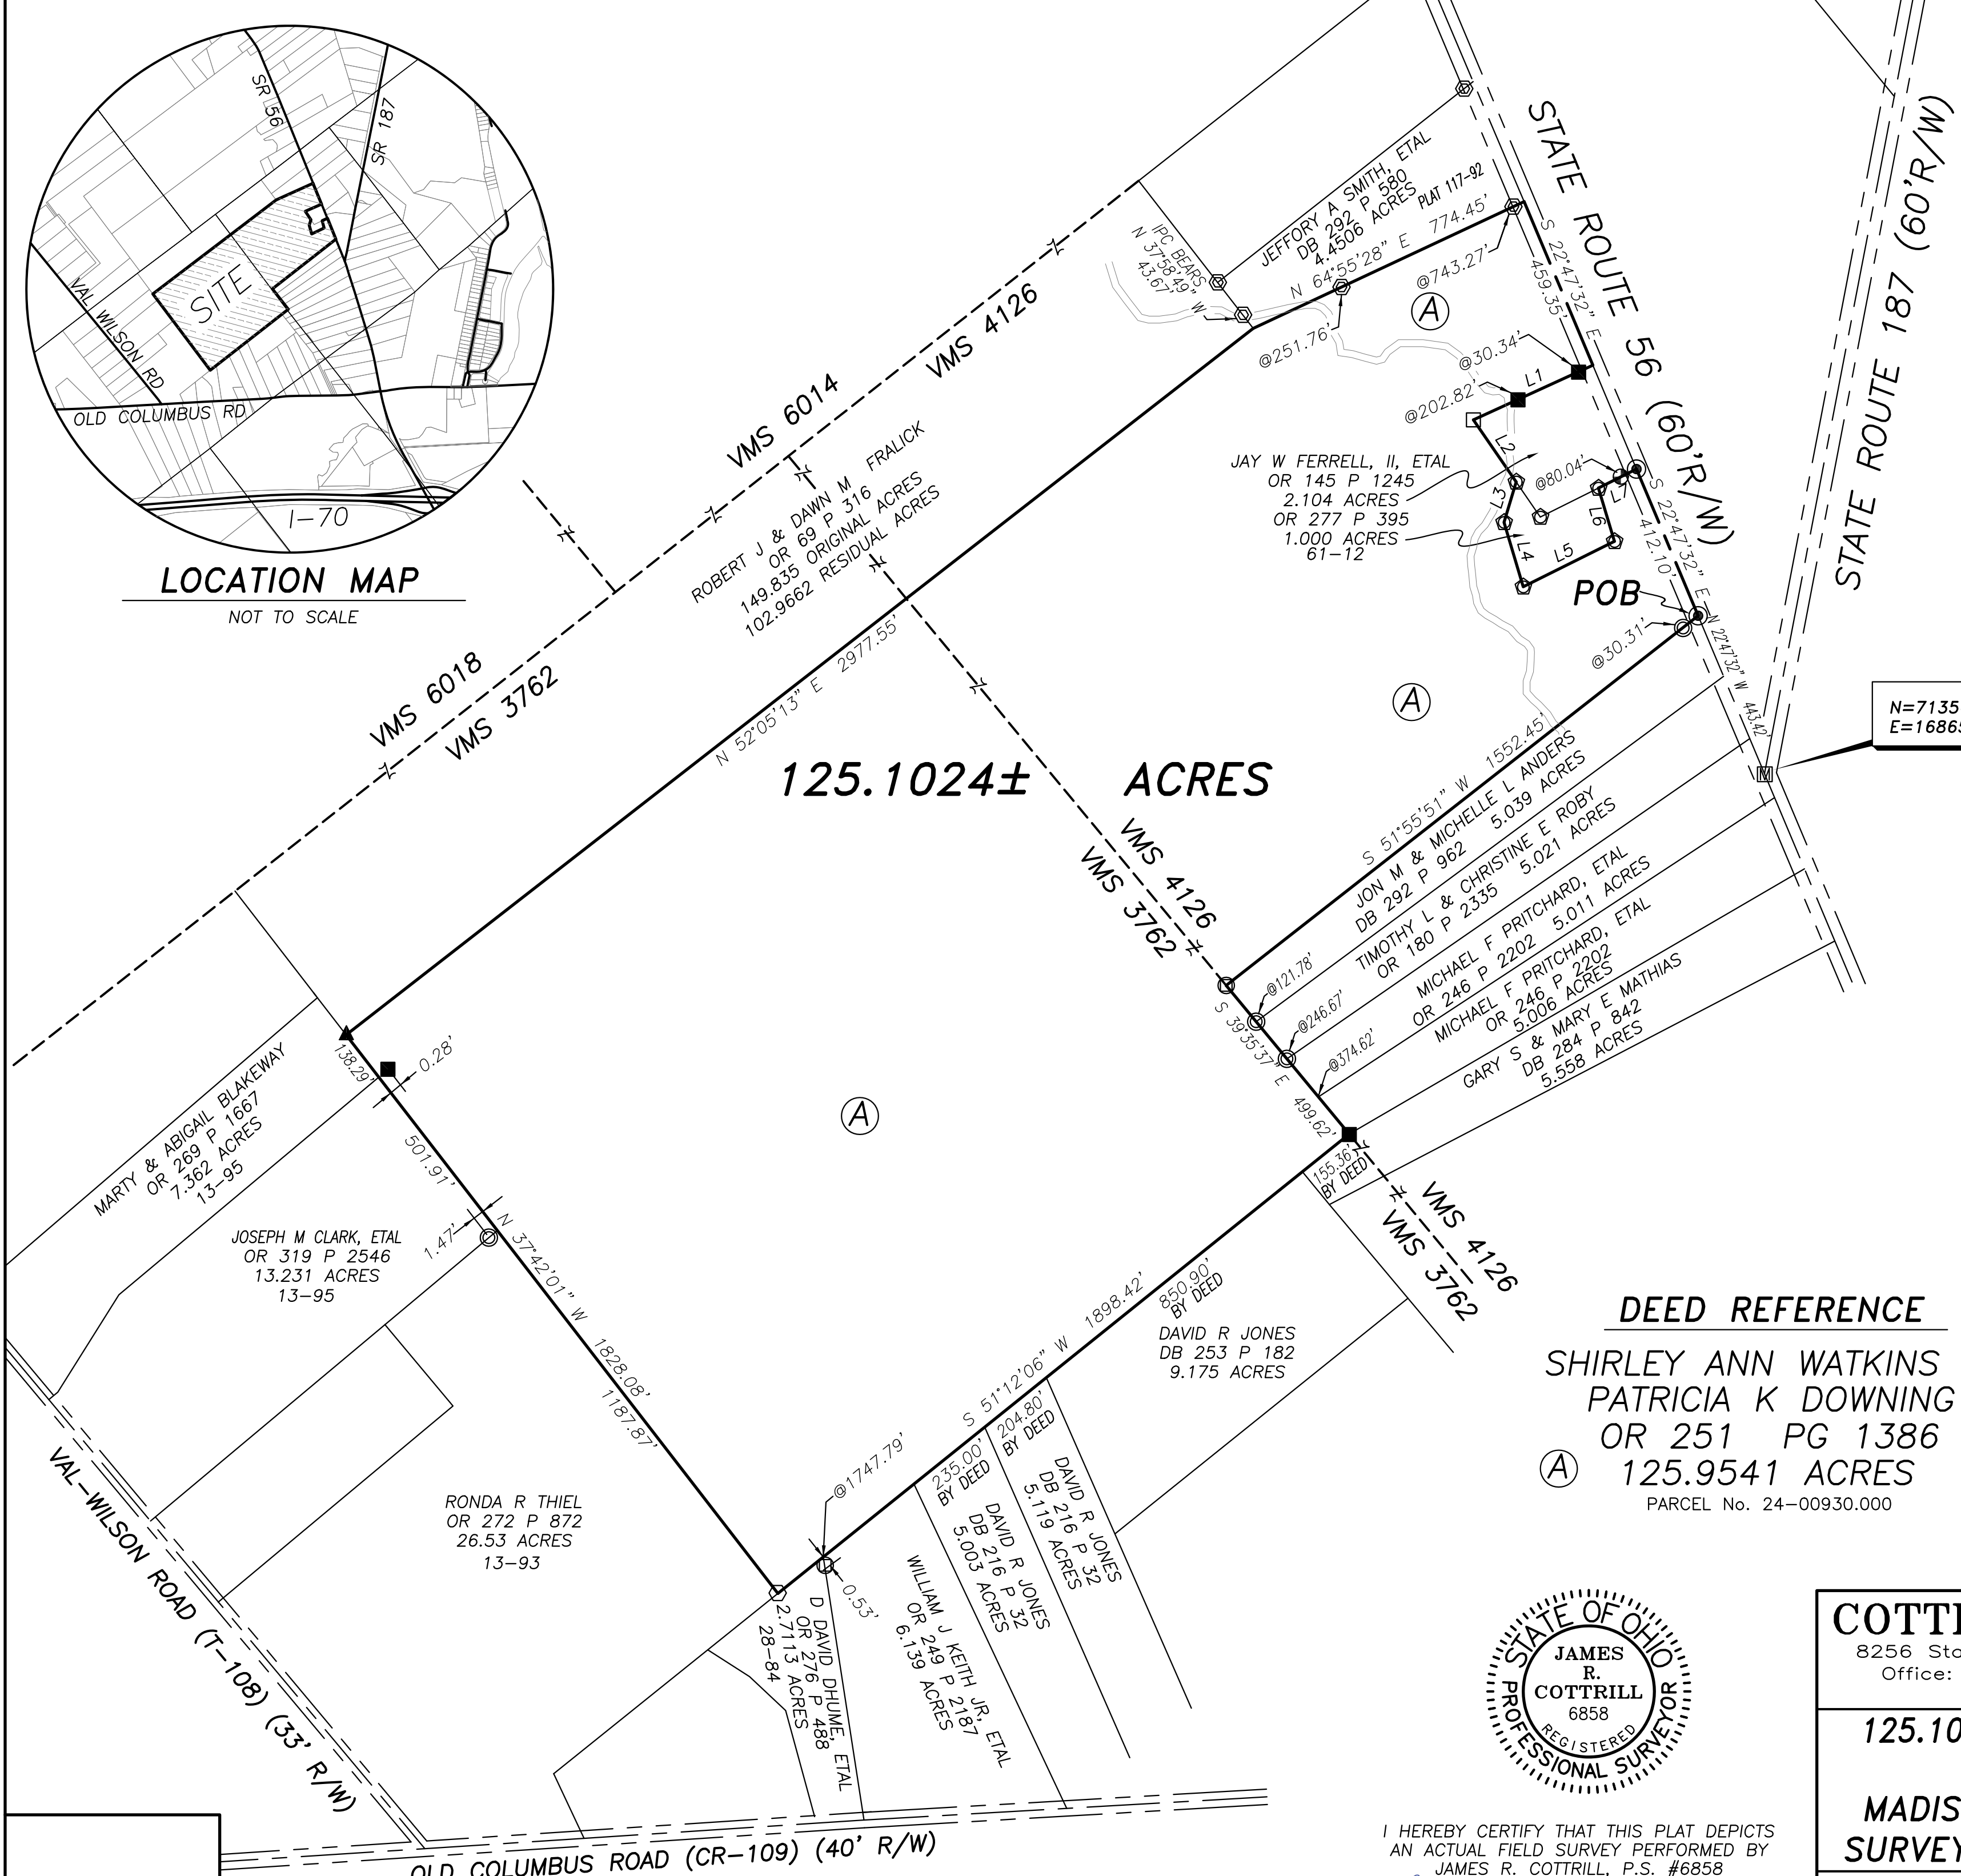 SR 56
SR 187
SITE
VAL WILSON RD
OLD COLUMBUS RD
I-70
LOCATION MAP
NOT TO SCALE
STATE ROUTE 56 (60'R/W)
STATE ROUTE 187 (60'R/W)
JEFFORY A SMITH, ETAL
DB 292 P 580
4.4506 ACRES
PLAT 117-92
IPC BEARS
N 37°58'49" W
43.67'
N 64°55'28" E 774.45'
@743.27'
@251.76'
S 22°47'32" E
459.35'
A
@30.34'
L1
@202.82'
L2
L3
L4
L5
L6
L7
@80.04'
JAY W FERRELL, II, ETAL
OR 145 P 1245
2.104 ACRES
OR 277 P 395
1.000 ACRES
61-12
S 22°47'32" E
412.10'
POB
@30.31'
N 22°47'32" W 443.42'
N=7135
E=1686
VMS 6014
VMS 4126
VMS 6018
VMS 3762
ROBERT J & DAWN M FRALICK
OR 69 P 316
149.835 ORIGINAL ACRES
102.9662 RESIDUAL ACRES
N 52°05'13" E 2977.55'
125.1024± ACRES
A
VMS 4126
VMS 3762
S 51°55'51" W 1552.45'
JON M & MICHELLE L ANDERS
DB 292 P 962 5.039 ACRES
TIMOTHY L & CHRISTINE E ROBY
OR 180 P 2335 5.021 ACRES
MICHAEL F PRITCHARD, ETAL
OR 246 P 2202 5.011 ACRES
MICHAEL F PRITCHARD, ETAL
OR 246 P 2202
5.006 ACRES
GARY S & MARY E MATHIAS
DB 284 P 842
5.558 ACRES
@121.78'
@246.67'
@374.62'
S 39°35'37" E 499.62'
155.36'
BY DEED
VMS 4126
VMS 3762
138.29'
0.28'
A
MARTY & ABIGAIL BLAKEWAY
OR 269 P 1667
7.362 ACRES
13-95
501.91'
1.47'
JOSEPH M CLARK, ETAL
OR 319 P 2546
13.231 ACRES
13-95
N 37°42'01" W 1828.08'
1187.87'
S 51°12'06" W 1898.42'
850.90'
BY DEED
DAVID R JONES
DB 253 P 182
9.175 ACRES
204.80'
BY DEED
235.00'
BY DEED
@1747.79'
0.53'
DAVID R JONES
DB 216 P 32
5.119 ACRES
DAVID R JONES
DB 216 P 32
5.003 ACRES
WILLIAM J KEITH JR, ETAL
OR 249 P 2187
6.139 ACRES
D DAVID DHUME, ETAL
OR 276 P 488
2.7113 ACRES
28-84
RONDA R THIEL
OR 272 P 872
26.53 ACRES
13-93
VAL-WILSON ROAD (T-108) (33' R/W)
OLD COLUMBUS ROAD (CR-109) (40' R/W)
DEED REFERENCE
SHIRLEY ANN WATKINS
PATRICIA K DOWNING
OR 251 PG 1386
A 125.9541 ACRES
PARCEL No. 24-00930.000
STATE OF OHIO
JAMES
R.
COTTRILL
6858
REGISTERED
PROFESSIONAL SURVEYOR
I HEREBY CERTIFY THAT THIS PLAT DEPICTS
AN ACTUAL FIELD SURVEY PERFORMED BY
JAMES R. COTTRILL, P.S. #6858
COTT
8256 Sta
Office:
125.10
MADIS
SURVEY